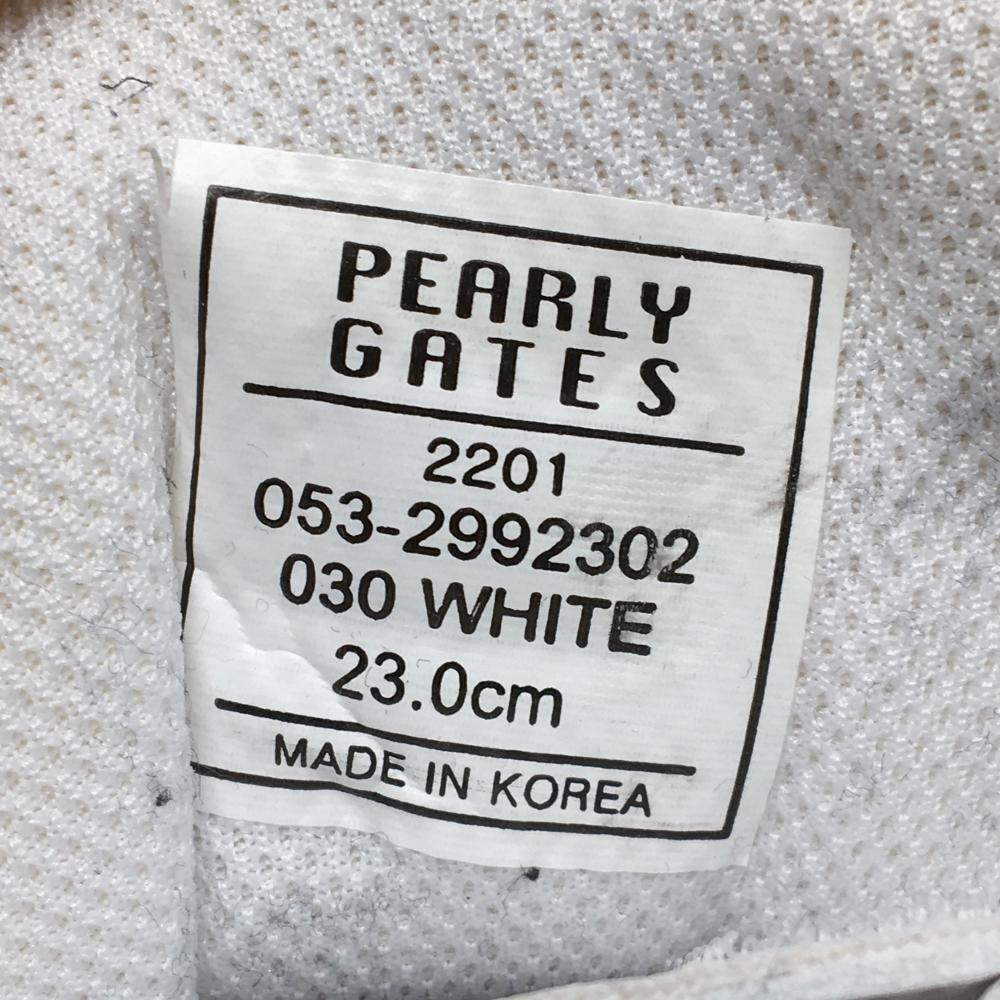 PEARLY
GATES
2201
053-2992302
030 WHITE
23.0cm
MADE IN KOREA